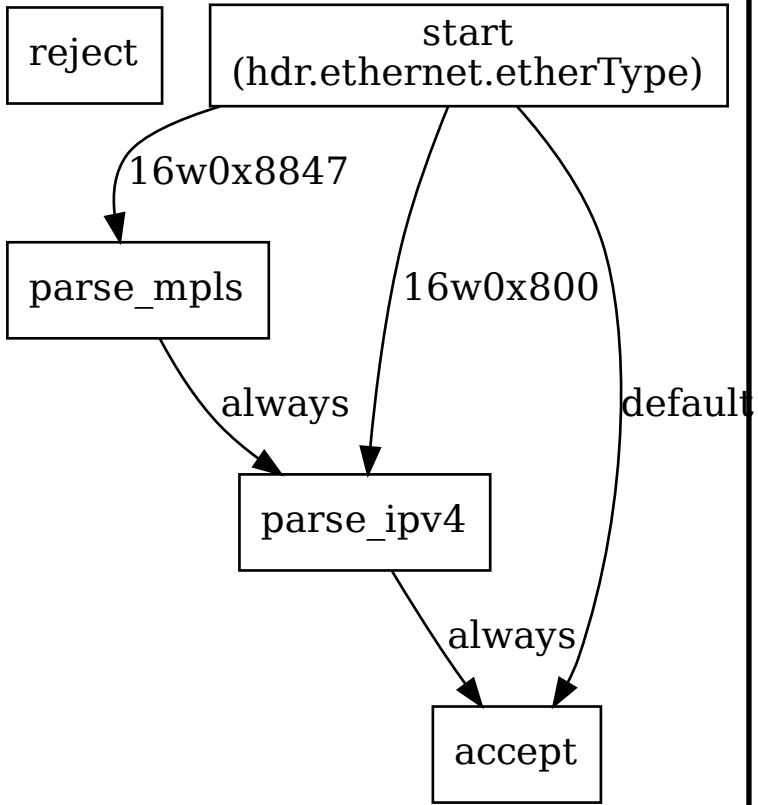 reject
start
(hdr.ethernet.etherType)
16w0x8847
parse_mpls
16w0x800
always
default
parse_ipv4
always
accept